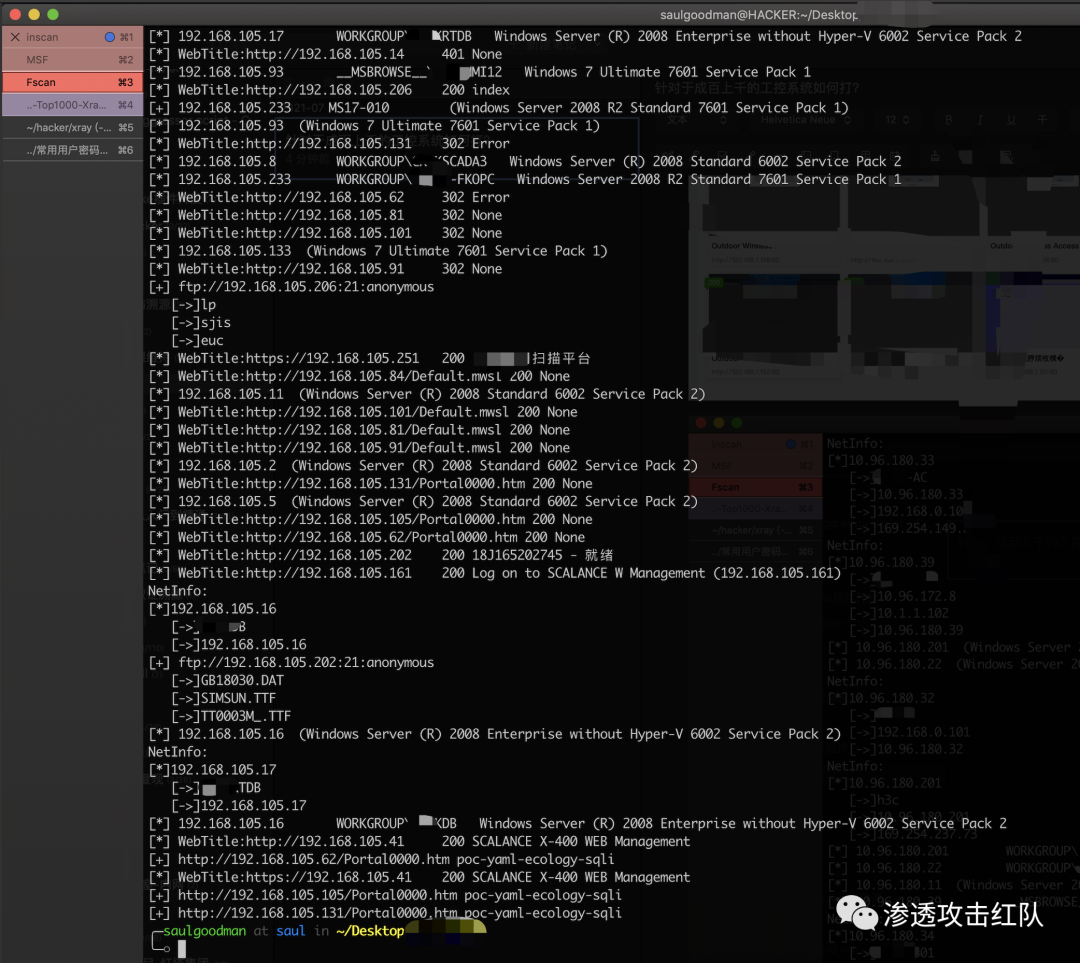 saulgoodman@HACKER:~/Desktop
inscan ⌘1
MSF ⌘2
Fscan ⌘3
..-Top1000-Xra... ⌘4
~/hacker/xray (-... ⌘5
../常用用户密码... ⌘6
[*] 192.168.105.17 WORKGROUP\ RTDB Windows Server (R) 2008 Enterprise without Hyper-V 6002 Service Pack 2
[*] WebTitle:http://192.168.105.14 401 None
[*] 192.168.105.93 __MSBROWSE__\ MI12 Windows 7 Ultimate 7601 Service Pack 1
[*] WebTitle:http://192.168.105.206 200 index
[+] 192.168.105.233 MS17-010 (Windows Server 2008 R2 Standard 7601 Service Pack 1)
[*] 192.168.105.93 (Windows 7 Ultimate 7601 Service Pack 1)
[*] WebTitle:http://192.168.105.131 302 Error
[*] 192.168.105.8 WORKGROUP\ SCADA3 Windows Server (R) 2008 Standard 6002 Service Pack 2
[*] 192.168.105.233 WORKGROUP\ -FKOPC Windows Server 2008 R2 Standard 7601 Service Pack 1
[*] WebTitle:http://192.168.105.62 302 Error
[*] WebTitle:http://192.168.105.81 302 None
[*] WebTitle:http://192.168.105.101 302 None
[*] 192.168.105.133 (Windows 7 Ultimate 7601 Service Pack 1)
[*] WebTitle:http://192.168.105.91 302 None
[+] ftp://192.168.105.206:21:anonymous
[->]lp
[->]sjis
[->]euc
[*] WebTitle:https://192.168.105.251 200 扫描平台
[*] WebTitle:http://192.168.105.84/Default.mwsl 200 None
[*] 192.168.105.11 (Windows Server (R) 2008 Standard 6002 Service Pack 2)
[*] WebTitle:http://192.168.105.101/Default.mwsl 200 None
[*] WebTitle:http://192.168.105.81/Default.mwsl 200 None
[*] WebTitle:http://192.168.105.91/Default.mwsl 200 None
[*] 192.168.105.2 (Windows Server (R) 2008 Standard 6002 Service Pack 2)
[*] WebTitle:http://192.168.105.131/Portal0000.htm 200 None
[*] 192.168.105.5 (Windows Server (R) 2008 Standard 6002 Service Pack 2)
[*] WebTitle:http://192.168.105.105/Portal0000.htm 200 None
[*] WebTitle:http://192.168.105.62/Portal0000.htm 200 None
[*] WebTitle:http://192.168.105.202 200 18J165202745 - 就绪
[*] WebTitle:http://192.168.105.161 200 Log on to SCALANCE W Management (192.168.105.161)
NetInfo:
[*]192.168.105.16
[->] B
[->]192.168.105.16
[+] ftp://192.168.105.202:21:anonymous
[->]GB18030.DAT
[->]SIMSUN.TTF
[->]TT0003M_.TTF
[*] 192.168.105.16 (Windows Server (R) 2008 Enterprise without Hyper-V 6002 Service Pack 2)
NetInfo:
[*]192.168.105.17
[->] .TDB
[->]192.168.105.17
[*] 192.168.105.16 WORKGROUP\ KDB Windows Server (R) 2008 Enterprise without Hyper-V 6002 Service Pack 2
[*] WebTitle:http://192.168.105.41 200 SCALANCE X-400 WEB Management
[+] http://192.168.105.62/Portal0000.htm poc-yaml-ecology-sqli
[*] WebTitle:https://192.168.105.41 200 SCALANCE X-400 WEB Management
[+] http://192.168.105.105/Portal0000.htm poc-yaml-ecology-sqli
[+] http://192.168.105.131/Portal0000.htm poc-yaml-ecology-sqli
saulgoodman at saul in ~/Desktop
针对于成百上千的工控系统如何打?
Helvetica Neue 12
NetInfo:
[*]10.96.180.33
[->] -AC
[->]10.96.180.33
[->]192.168.0.10
[->]169.254.149.
NetInfo:
[*]10.96.180.39
[->]10.96.172.8
[->]10.1.1.102
[->]10.96.180.39
[*] 10.96.180.201 (Windows Server
[*] 10.96.180.22 (Windows Server 2
NetInfo:
[*]10.96.180.32
[->]192.168.0.101
[->]10.96.180.32
NetInfo:
[*]10.96.180.201
[->]h3c
[->]169.254.237.73
[*] 10.96.180.201 WORKGROUP\
[*] 10.96.180.22 WORKGROUP\
[*] 10.96.180.11 (Windows Server
渗透攻击红队